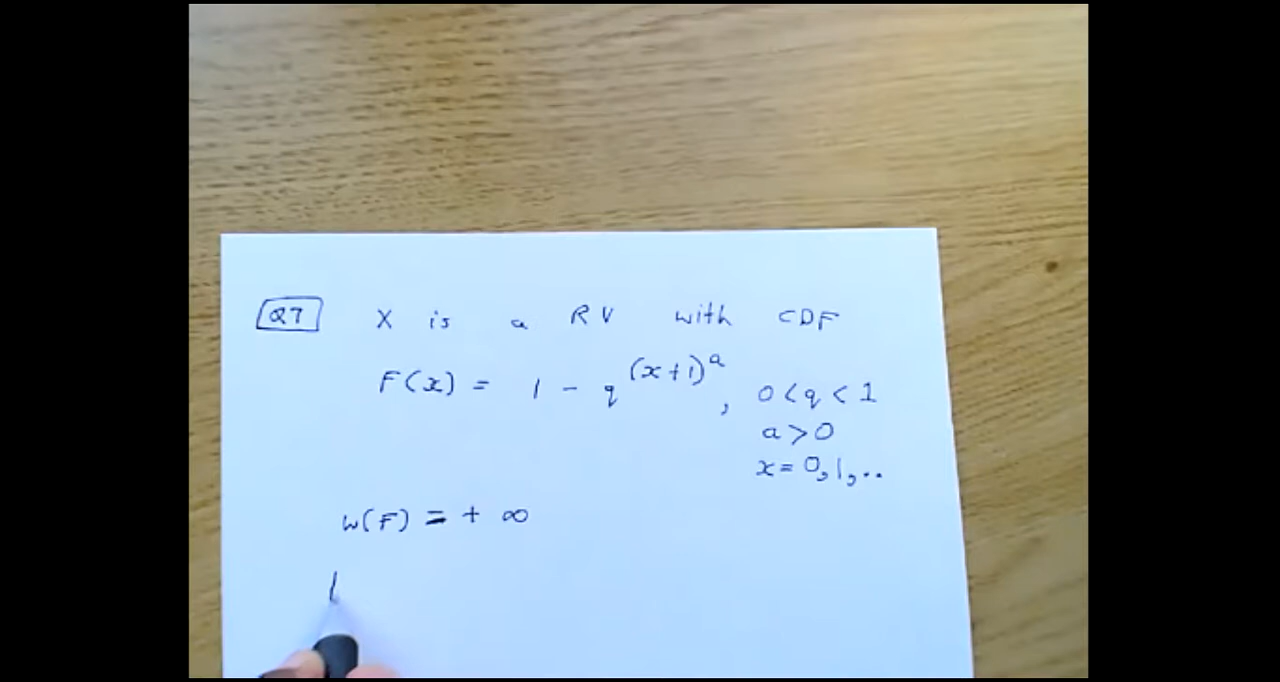 Q7 X is a RV with CDF
F(x) = 1 - q^(x+1)^a, 0<q<1
a>0
x=0,1,..
w(F) = + ∞